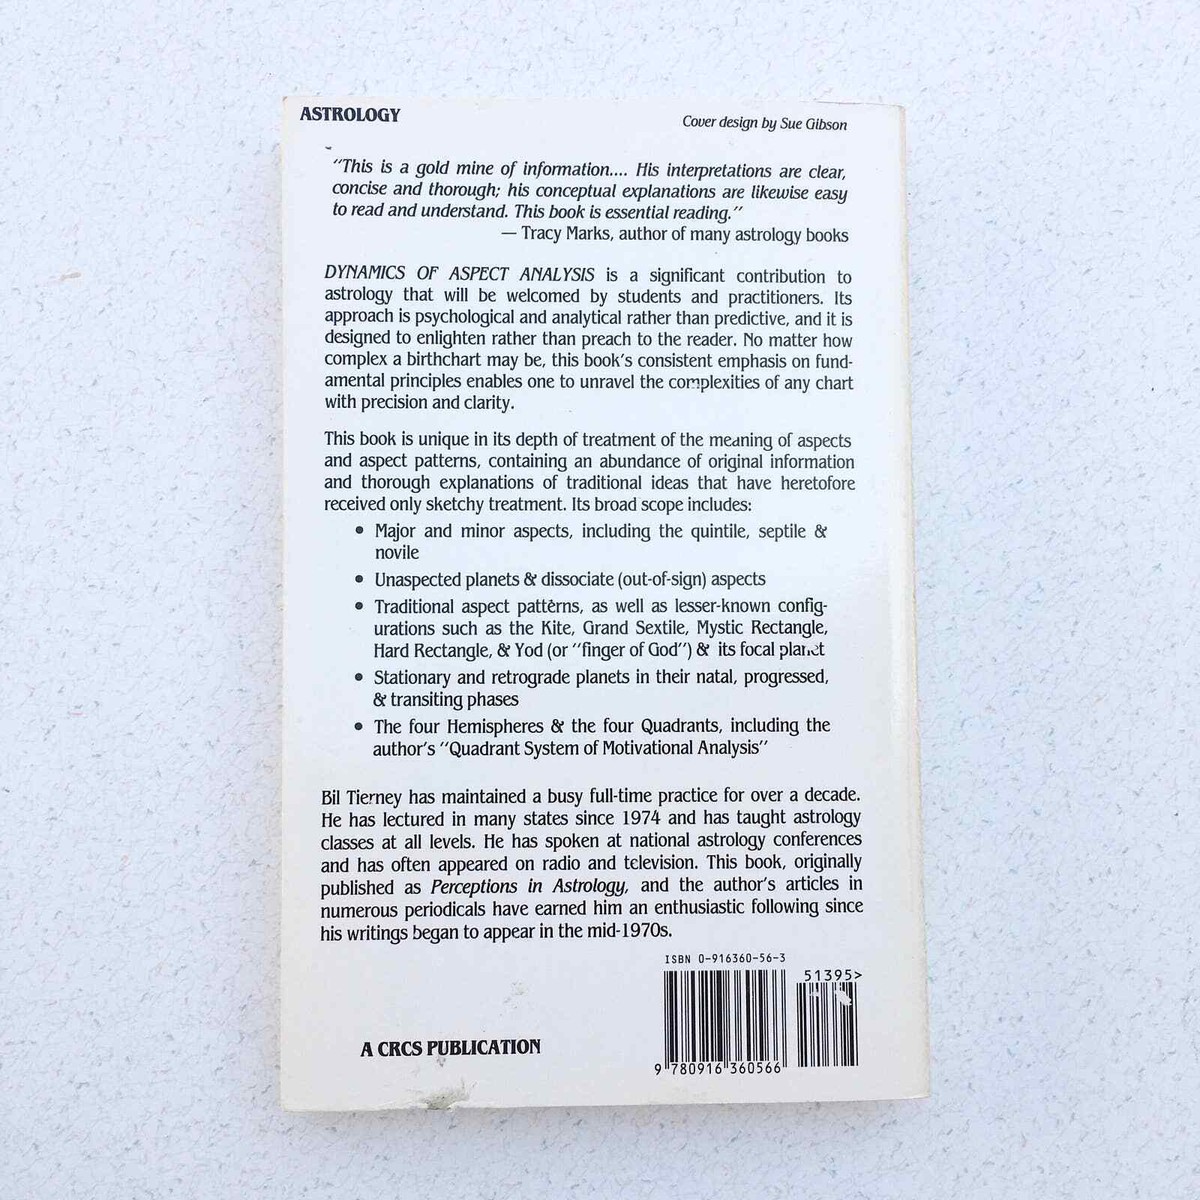 ASTROLOGY
Cover design by Sue Gibson
"This is a gold mine of information.... His interpretations are clear,
concise and thorough; his conceptual explanations are likewise easy
to read and understand. This book is essential reading."
— Tracy Marks, author of many astrology books
DYNAMICS OF ASPECT ANALYSIS is a significant contribution to
astrology that will be welcomed by students and practitioners. Its
approach is psychological and analytical rather than predictive, and it is
designed to enlighten rather than preach to the reader. No matter how
complex a birthchart may be, this book's consistent emphasis on fund-
amental principles enables one to unravel the complexities of any chart
with precision and clarity.
This book is unique in its depth of treatment of the meaning of aspects
and aspect patterns, containing an abundance of original information
and thorough explanations of traditional ideas that have heretofore
received only sketchy treatment. Its broad scope includes:
• Major and minor aspects, including the quintile, septile &
novile
• Unaspected planets & dissociate (out-of-sign) aspects
• Traditional aspect patterns, as well as lesser-known config-
urations such as the Kite, Grand Sextile, Mystic Rectangle,
Hard Rectangle, & Yod (or "finger of God") & its focal planet
• Stationary and retrograde planets in their natal, progressed,
& transiting phases
• The four Hemispheres & the four Quadrants, including the
author's "Quadrant System of Motivational Analysis"
Bil Tierney has maintained a busy full-time practice for over a decade.
He has lectured in many states since 1974 and has taught astrology
classes at all levels. He has spoken at national astrology conferences
and has often appeared on radio and television. This book, originally
published as Perceptions in Astrology, and the author's articles in
numerous periodicals have earned him an enthusiastic following since
his writings began to appear in the mid-1970s.
ISBN 0-916360-56-3
51395>
A CRCS PUBLICATION
9 780916 360566